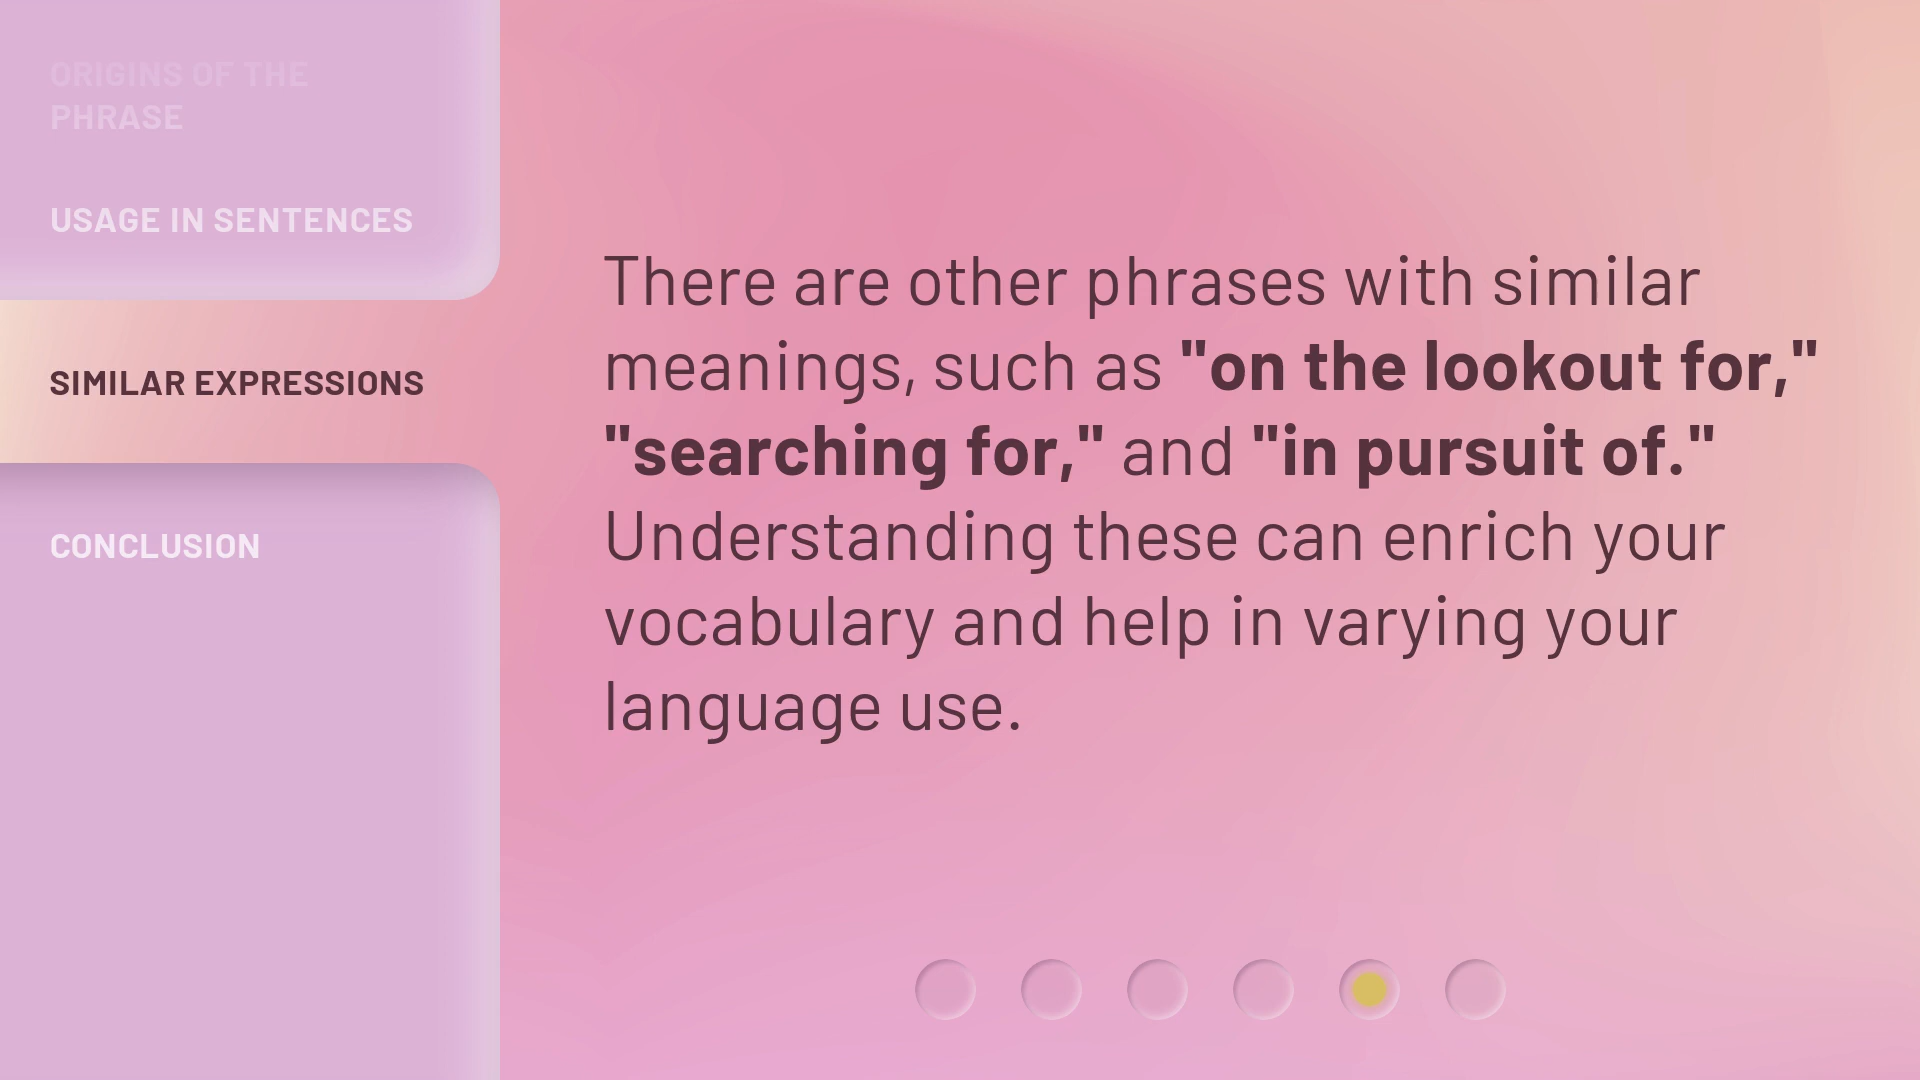 ORIGINS OF THE
PHRASE
USAGE IN SENTENCES
SIMILAR EXPRESSIONS
CONCLUSION
There are other phrases with similar
meanings, such as "on the lookout for,"
"searching for," and "in pursuit of."
Understanding these can enrich your
vocabulary and help in varying your
language use.